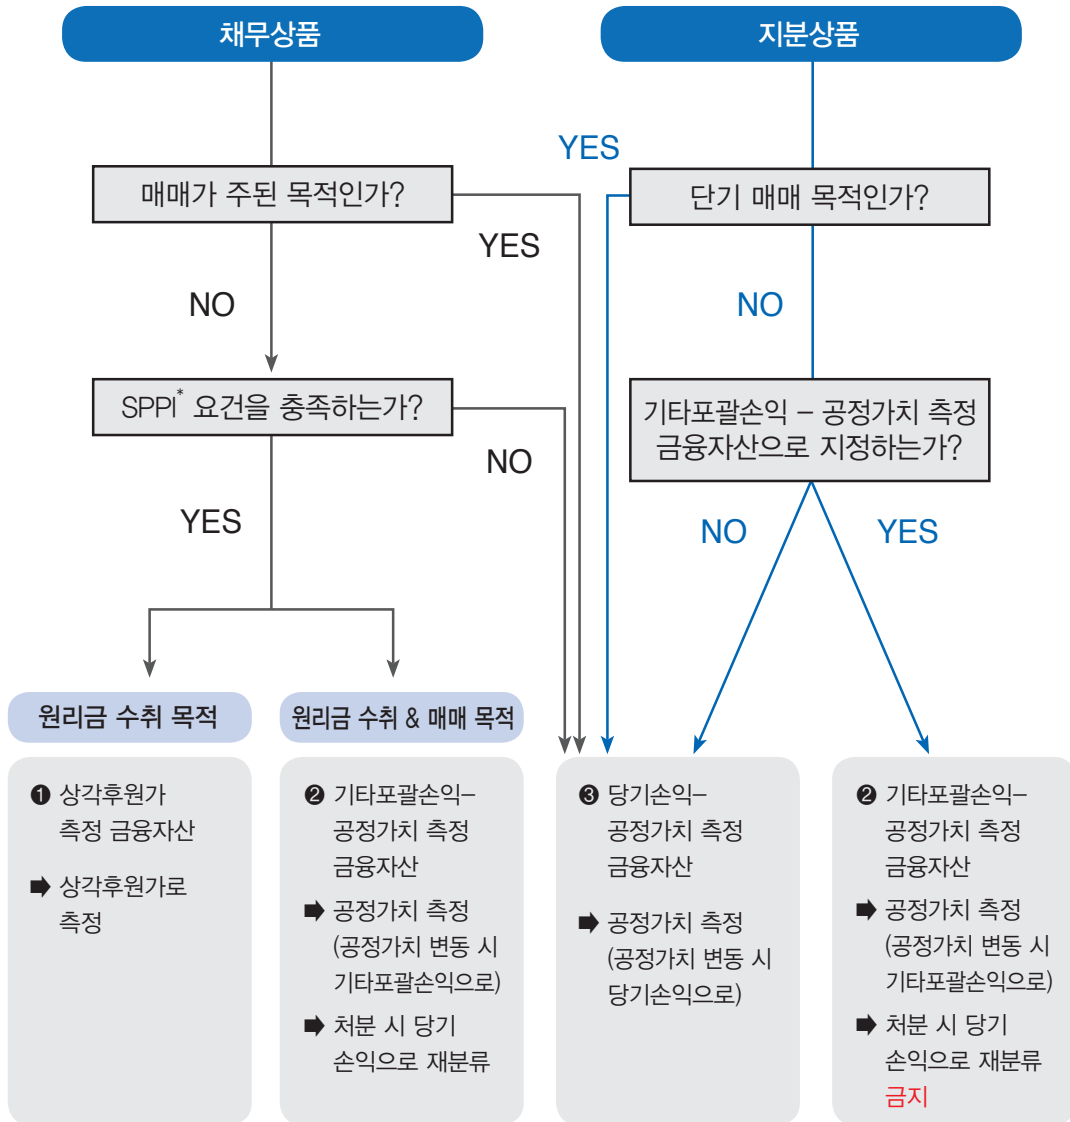 채무상품
지분상품
YES
매매가 주된 목적인가?
단기 매매 목적인가?
YES
NO
NO
SPPI* 요건을 충족하는가?
기타포괄손익 – 공정가치 측정
금융자산으로 지정하는가?
NO
YES
NO
YES
원리금 수취 목적
원리금 수취 & 매매 목적
❶ 상각후원가
측정 금융자산
➡ 상각후원가로
측정
❷ 기타포괄손익–
공정가치 측정
금융자산
➡ 공정가치 측정
(공정가치 변동 시
기타포괄손익으로)
➡ 처분 시 당기
손익으로 재분류
❸ 당기손익–
공정가치 측정
금융자산
➡ 공정가치 측정
(공정가치 변동 시
당기손익으로)
❷ 기타포괄손익–
공정가치 측정
금융자산
➡ 공정가치 측정
(공정가치 변동 시
기타포괄손익으로)
➡ 처분 시 당기
손익으로 재분류
금지